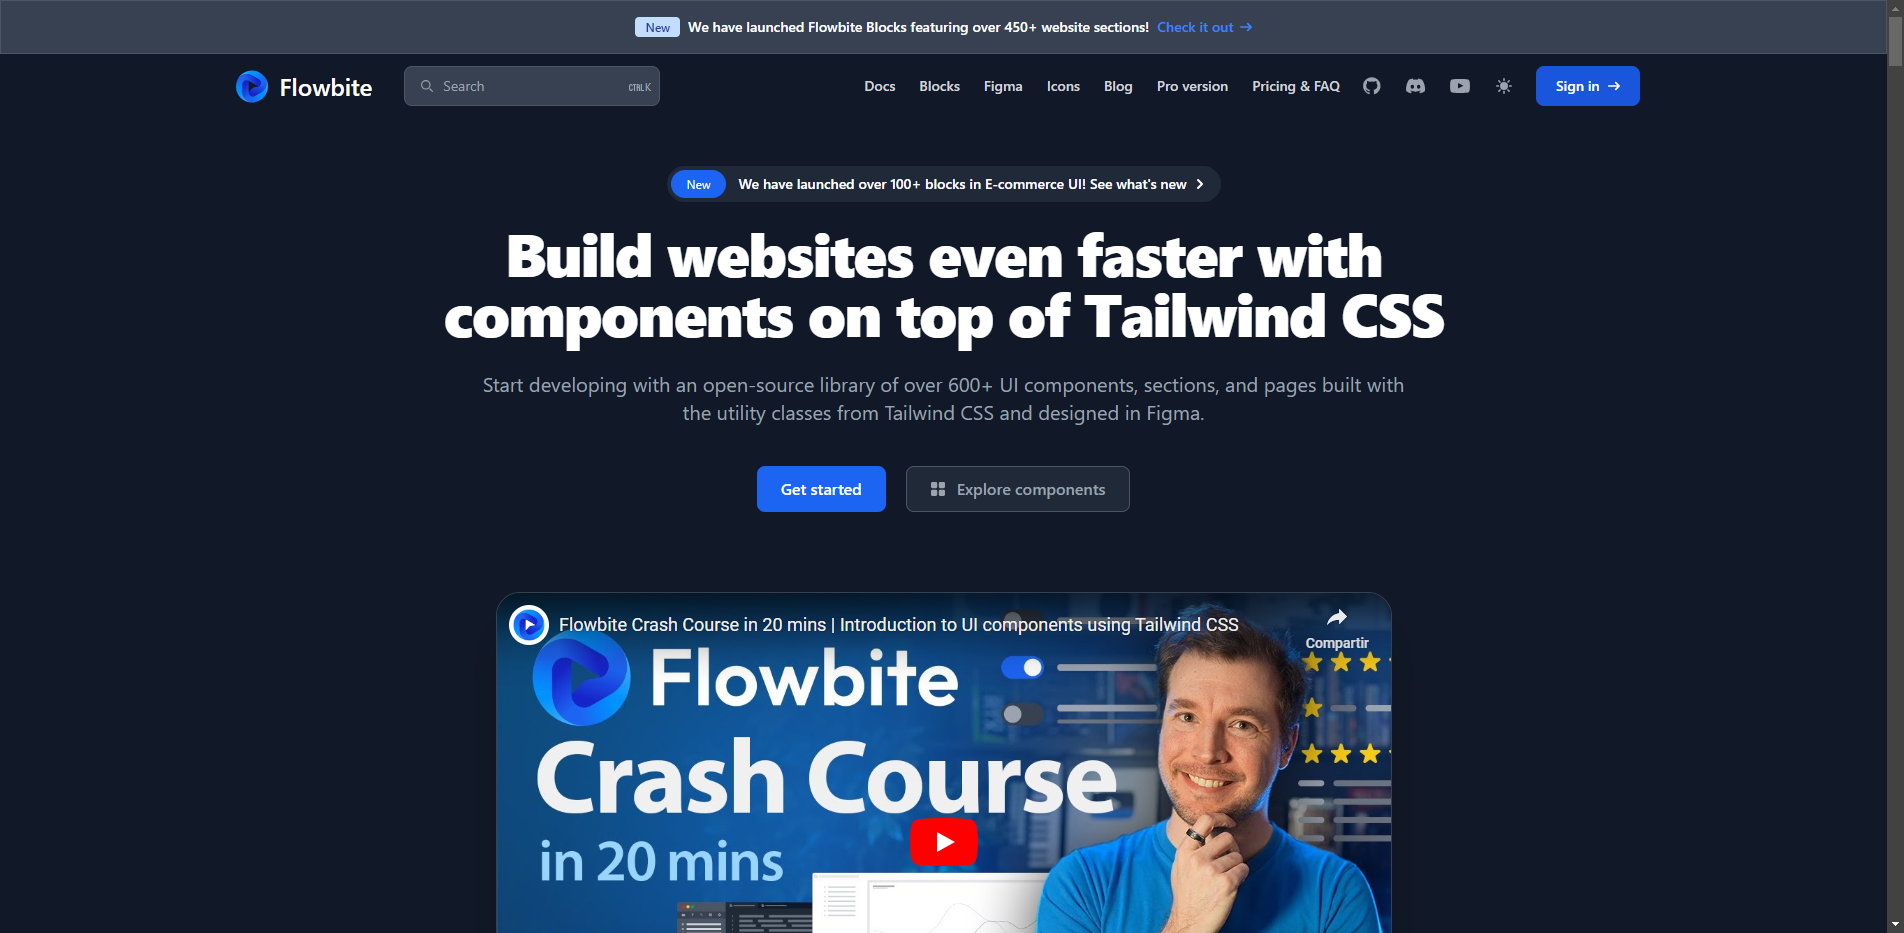 New We have launched Flowbite Blocks featuring over 450+ website sections! Check it out
Flowbite Search CTRL K Docs Blocks Figma Icons Blog Pro version Pricing & FAQ Sign in
New We have launched over 100+ blocks in E-commerce UI! See what's new
Build websites even faster with
components on top of Tailwind CSS
Start developing with an open-source library of over 600+ UI components, sections, and pages built with
the utility classes from Tailwind CSS and designed in Figma.
Get started Explore components
Flowbite Crash Course in 20 mins | Introduction to UI components using Tailwind CSS
Compartir
Flowbite
Crash Course
in 20 mins